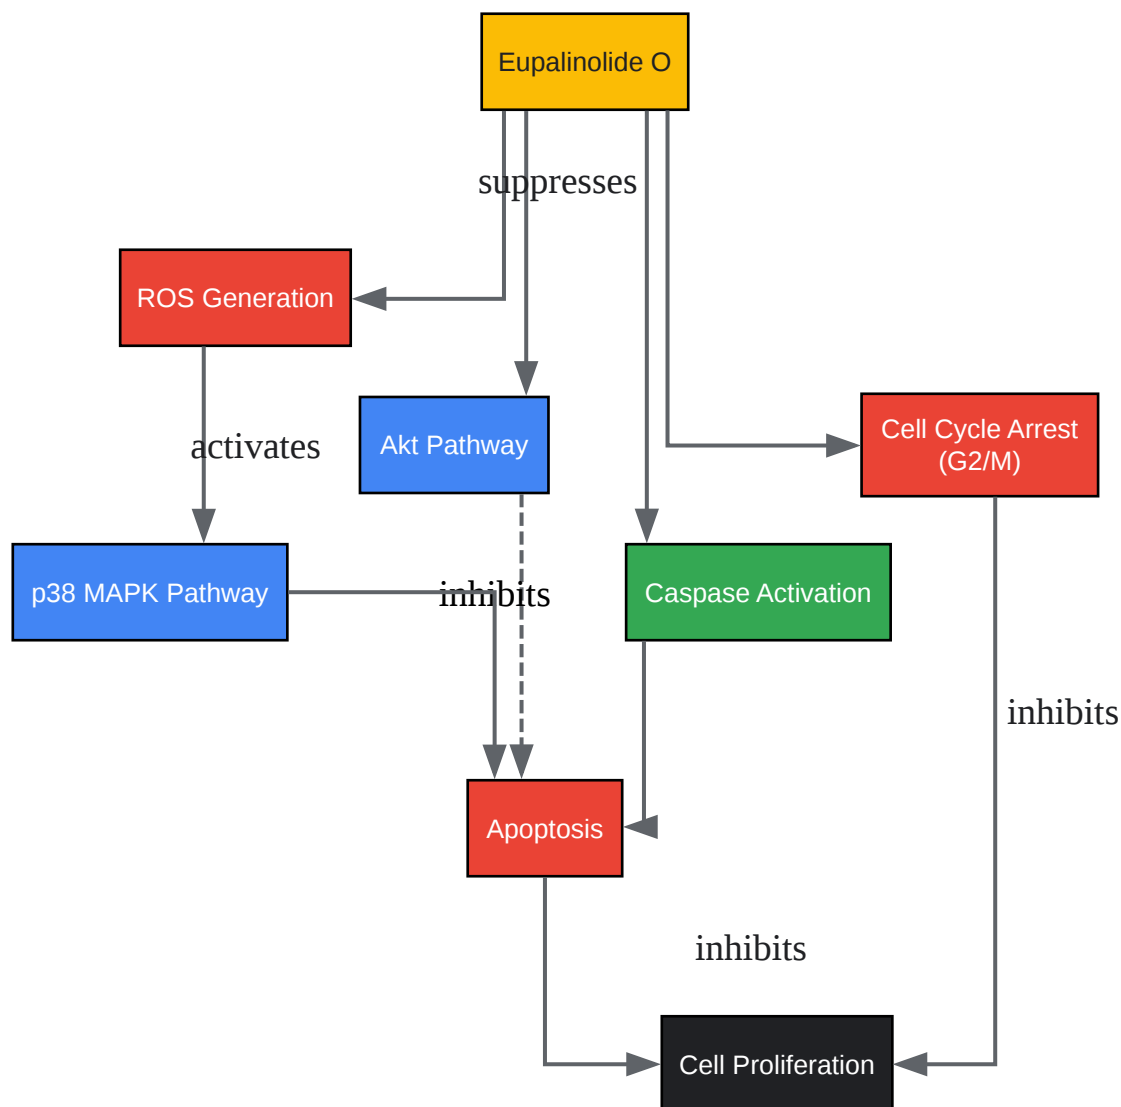 Eupalinolide O
suppresses
ROS Generation
activates
Akt Pathway
Cell Cycle Arrest
(G2/M)
p38 MAPK Pathway
inhibits
Caspase Activation
inhibits
Apoptosis
inhibits
Cell Proliferation